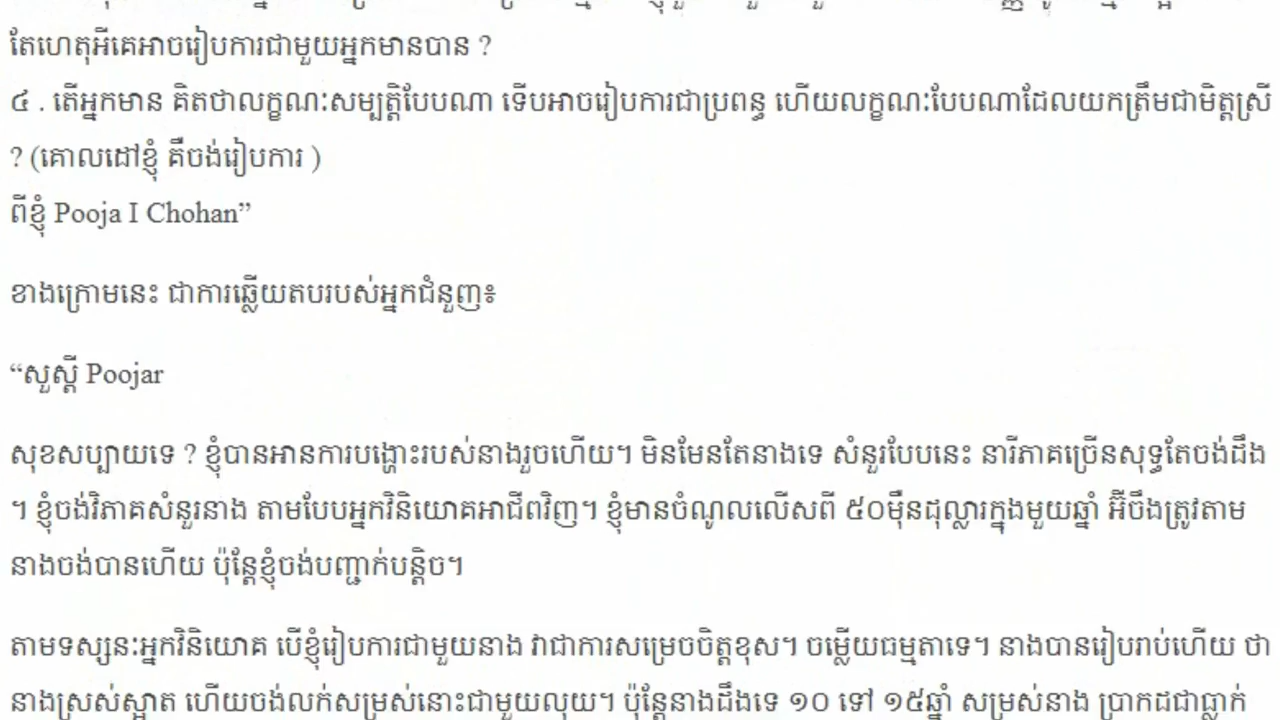 តែហេតុអីគេអាចរៀបការជាមួយអ្នកមានបាន ?
៤ . តើអ្នកមាន គិតថាលក្ខណ:សម្បត្តិបែបណា ទើបអាចរៀបការជាប្រពន្ធ ហើយលក្ខណ:បែបណាដែលយកត្រឹមជាមិត្តស្រី
? (គោលដៅខ្ញុំ គឺចង់រៀបការ )
ពីខ្ញុំ Pooja I Chohan”
ខាងក្រោមនេះ ជាការឆ្លើយតបរបស់អ្នកជំនួញ៖
“សួស្តី Poojar
សុខសប្បាយទេ ? ខ្ញុំបានអានការបង្ហោះរបស់នាងរួចហើយ។ មិនមែនតែនាងទេ សំនួរបែបនេះ នារីភាគច្រើនសុទ្ធតែចង់ដឹង
។ ខ្ញុំចង់វិភាគសំនួរនាង តាមបែបអ្នកវិនិយោគអាជីពវិញ។ ខ្ញុំមានចំណូលលើសពី ៥០ម៉ឺនដុល្លារក្នុងមួយឆ្នាំ អ៊ីចឹងត្រូវតាម
នាងចង់បានហើយ ប៉ុន្តែខ្ញុំចង់បញ្ជាក់បន្តិច។
តាមទស្សនៈអ្នកវិនិយោគ បើខ្ញុំរៀបការជាមួយនាង វាជាការសម្រេចចិត្តខុស។ ចម្លើយធម្មតាទេ។ នាងបានរៀបរាប់ហើយ ថា
នាងស្រស់ស្អាត ហើយចង់លក់សម្រស់នោះជាមួយលុយ។ ប៉ុន្តែនាងដឹងទេ ១០ ទៅ ១៥ឆ្នាំ សម្រស់នាង ប្រាកដជាធ្លាក់